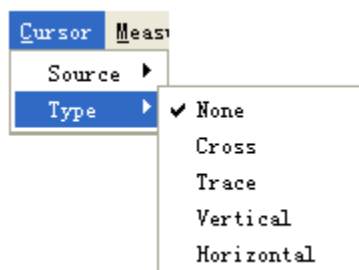 Cursor Meas
Source
Type
None
Cross
Trace
Vertical
Horizontal